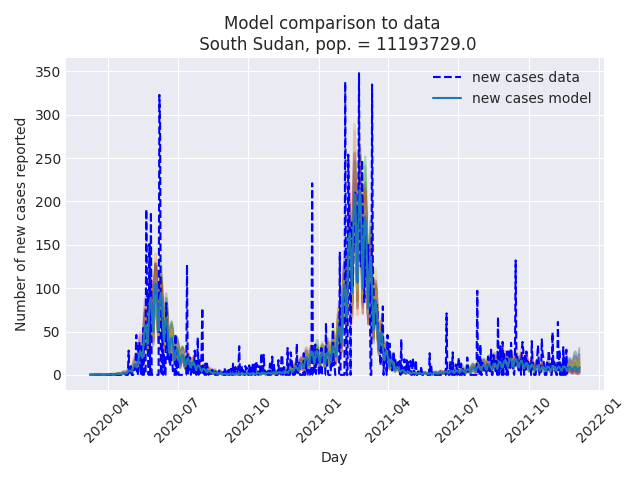 Model comparison to data
South Sudan, pop. = 11193729.0
new cases data
new cases model
Number of new cases reported
350
300
250
200
150
100
50
0
2020-04
2020-07
2020-10
2021-01
2021-04
2021-07
2021-10
2022-01
Day